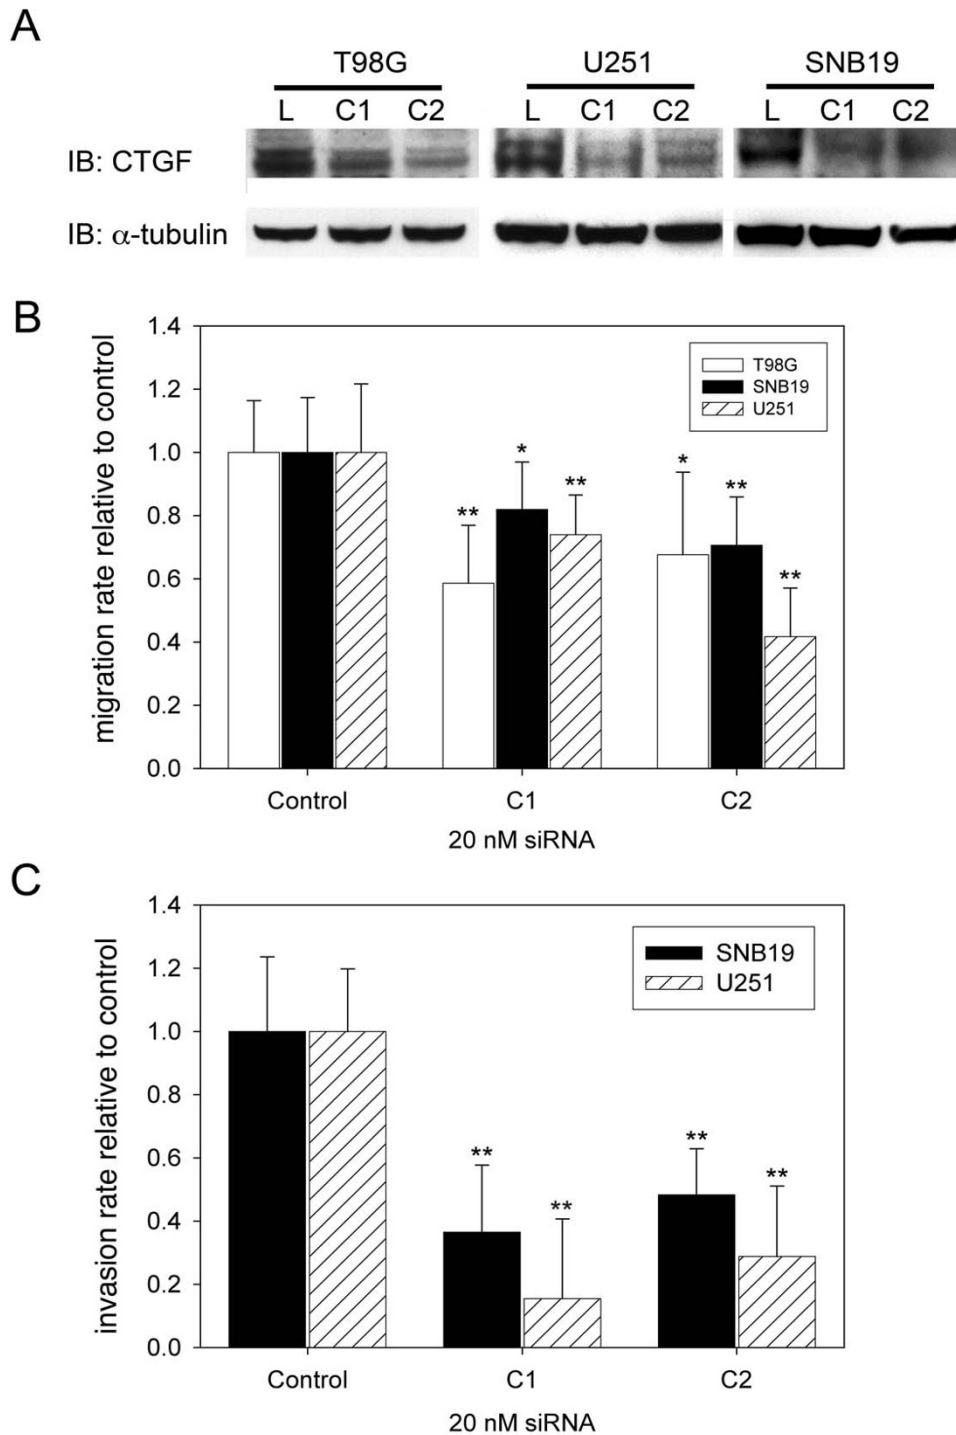 A
T98G U251 SNB19
L C1 C2 L C1 C2 L C1 C2
IB: CTGF
IB: α-tubulin
B
migration rate relative to control
1.4
1.2
1.0
0.8
0.6
0.4
0.2
0.0
T98G
SNB19
U251
** * **
* ** **
Control C1 C2
20 nM siRNA
C
invasion rate relative to control
1.4
1.2
1.0
0.8
0.6
0.4
0.2
0.0
SNB19
U251
** **
** **
Control C1 C2
20 nM siRNA